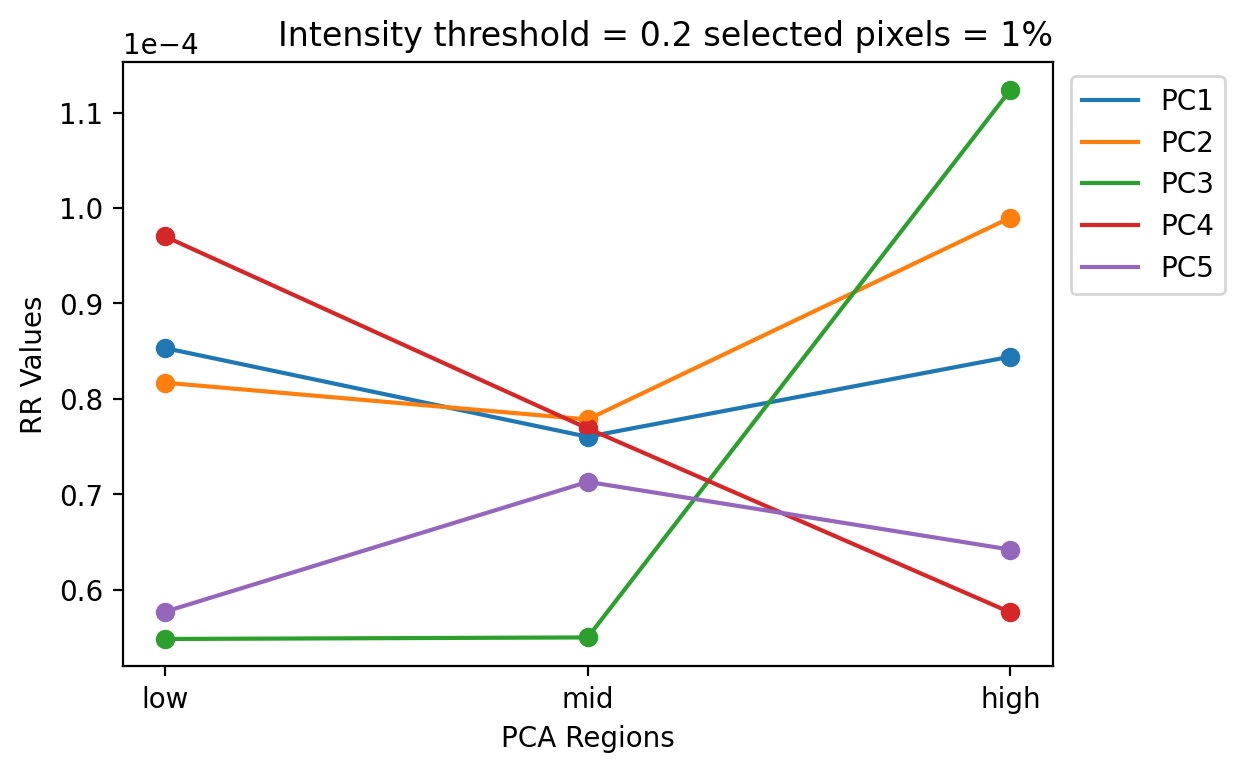 Intensity threshold = 0.2 selected pixels = 1%
1e−4
1.1
1.0
0.9
0.8
0.7
0.6
RR Values
low
mid
high
PCA Regions
PC1
PC2
PC3
PC4
PC5